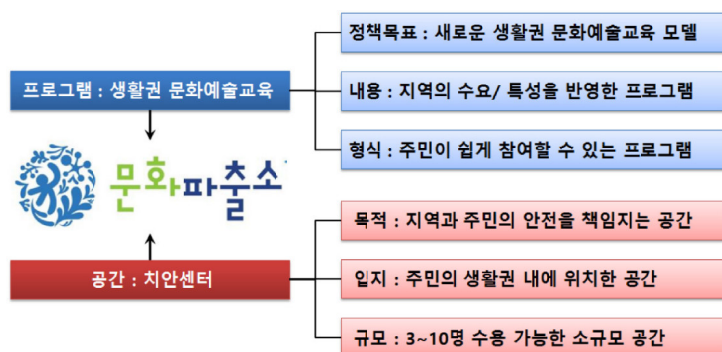 정책목표 : 새로운 생활권 문화예술교육 모델
프로그램 : 생활권 문화예술교육
내용 : 지역의 수요/ 특성을 반영한 프로그램
형식 : 주민이 쉽게 참여할 수 있는 프로그램
문화파출소
목적 : 지역과 주민의 안전을 책임지는 공간
공간 : 치안센터
입지 : 주민의 생활권 내에 위치한 공간
규모 : 3~10명 수용 가능한 소규모 공간